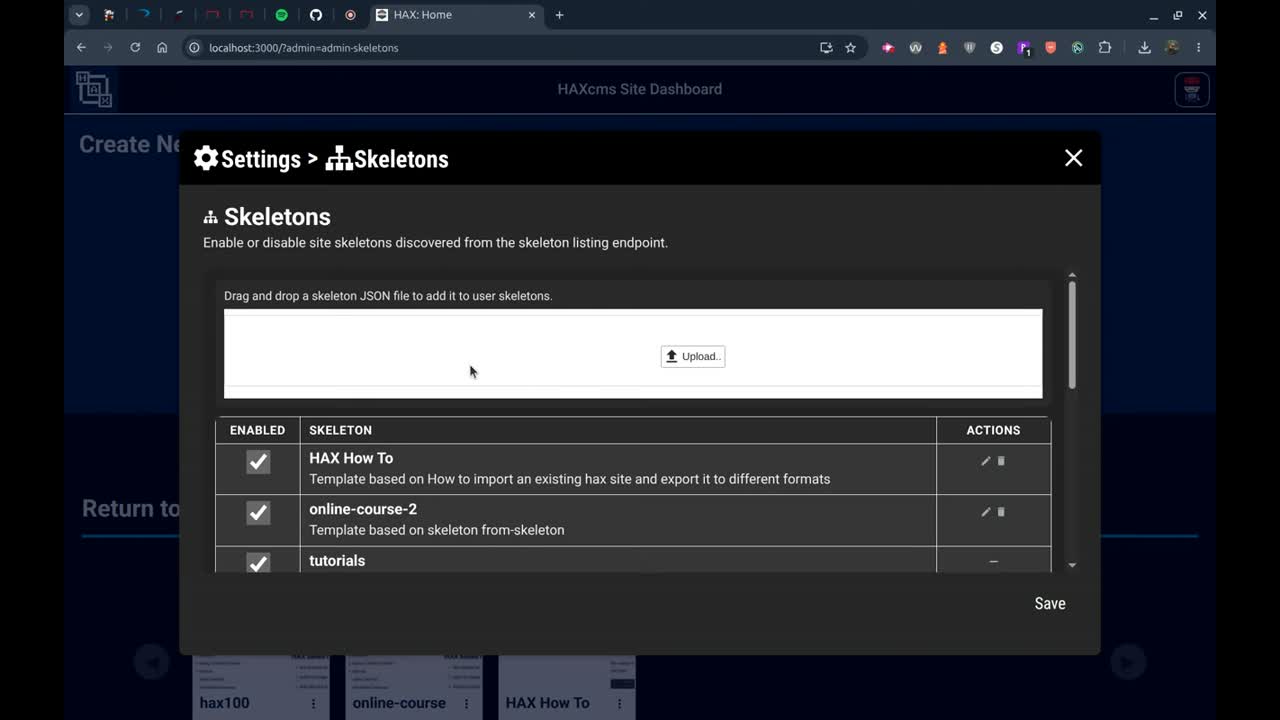 HAX: Home
localhost:3000/?admin=admin-skeletons
1
HAX
HAXcms Site Dashboard
Create Ne
Settings > Skeletons
Skeletons
Enable or disable site skeletons discovered from the skeleton listing endpoint.
Drag and drop a skeleton JSON file to add it to user skeletons.
Upload..
ENABLED SKELETON ACTIONS
HAX How To
Template based on How to import an existing hax site and export it to different formats
online-course-2
Template based on skeleton from-skeleton
tutorials
Return to
Save
hax100 online-course HAX How To